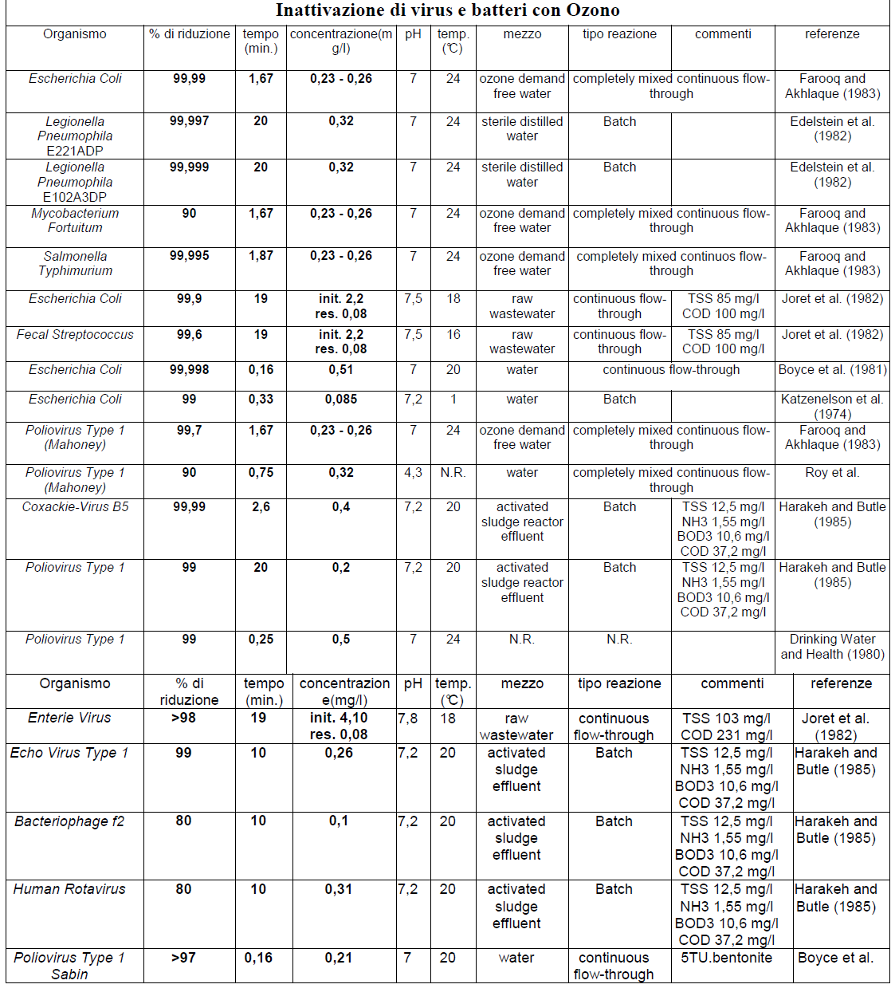 Inattivazione di virus e batteri con Ozono
Organismo % di riduzione tempo concentrazione(m pH temp. mezzo tipo reazione commenti referenze
(min.) g/l) (°C)
Escherichia Coli 99,99 1,67 0,23 - 0,26 7 24 ozone demand completely mixed continuous flow- Farooq and
free water through Akhlaque (1983)
Legionella 99,997 20 0,32 7 24 sterile distilled Batch Edelstein et al.
Pneumophila water (1982)
E221ADP
Legionella 99,999 20 0,32 7 24 sterile distilled Batch Edelstein et al.
Pneumophila water (1982)
E102A3DP
Mycobacterium 90 1,67 0,23 - 0,26 7 24 ozone demand completely mixed continuous flow- Farooq and
Fortuitum free water through Akhlaque (1983)
Salmonella 99,995 1,87 0,23 - 0,26 7 24 ozone demand completely mixed continuos flow- Farooq and
Typhimurium free water through Akhlaque (1983)
Escherichia Coli 99,9 19 init. 2,2 7,5 18 raw continuous flow- TSS 85 mg/l Joret et al. (1982)
res. 0,08 wastewater through COD 100 mg/l
Fecal Streptococcus 99,6 19 init. 2,2 7,5 16 raw continuous flow- TSS 85 mg/l Joret et al. (1982)
res. 0,08 wastewater through COD 100 mg/l
Escherichia Coli 99,998 0,16 0,51 7 20 water continuous flow-through Boyce et al. (1981)
Escherichia Coli 99 0,33 0,085 7,2 1 water Batch Katzenelson et al.
(1974)
Poliovirus Type 1 99,7 1,67 0,23 - 0,26 7 24 ozone demand completely mixed continuous flow- Farooq and
(Mahoney) free water through Akhlaque (1983)
Poliovirus Type 1 90 0,75 0,32 4,3 N.R. water completely mixed continuous flow- Roy et al.
(Mahoney) through
Coxackie-Virus B5 99,99 2,6 0,4 7,2 20 activated Batch TSS 12,5 mg/l Harakeh and Butle
sludge reactor NH3 1,55 mg/l (1985)
effluent BOD3 10,6 mg/l
COD 37,2 mg/l
Poliovirus Type 1 99 20 0,2 7,2 20 activated Batch TSS 12,5 mg/l Harakeh and Butle
sludge reactor NH3 1,55 mg/l (1985)
effluent BOD3 10,6 mg/l
COD 37,2 mg/l
Poliovirus Type 1 99 0,25 0,5 7 24 N.R. N.R. Drinking Water
and Health (1980)
Organismo % di tempo concentrazion pH temp. mezzo tipo reazione commenti referenze
riduzione (min.) e(mg/l) (°C)
Enterie Virus >98 19 init. 4,10 7,8 18 raw continuous TSS 103 mg/l Joret et al.
res. 0,08 wastewater flow-through COD 231 mg/l (1982)
Echo Virus Type 1 99 10 0,26 7,2 20 activated Batch TSS 12,5 mg/l Harakeh and
sludge NH3 1,55 mg/l Butle (1985)
effluent BOD3 10,6 mg/l
COD 37,2 mg/l
Bacteriophage f2 80 10 0,1 7,2 20 activated Batch TSS 12,5 mg/l Harakeh and
sludge NH3 1,55 mg/l Butle (1985)
effluent BOD3 10,6 mg/l
COD 37,2 mg/l
Human Rotavirus 80 10 0,31 7,2 20 activated Batch TSS 12,5 mg/l Harakeh and
sludge NH3 1,55 mg/l Butle (1985)
effluent BOD3 10,6 mg/l
COD 37,2 mg/l
Poliovirus Type 1 >97 0,16 0,21 7 20 water continuous 5TU.bentonite Boyce et al.
Sabin flow-through